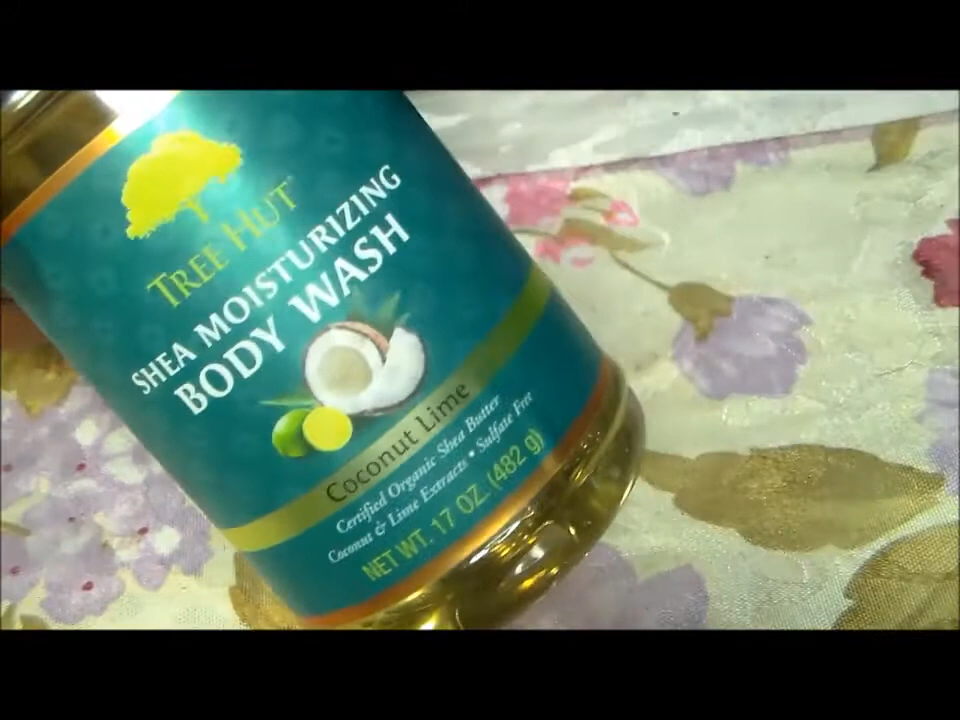 TREE HUT
SHEA MOISTURIZING
BODY WASH
Coconut Lime
Certified Organic Shea Butter
Coconut & Lime Extracts • Sulfate Free
NET WT. 17 OZ. (482 g)